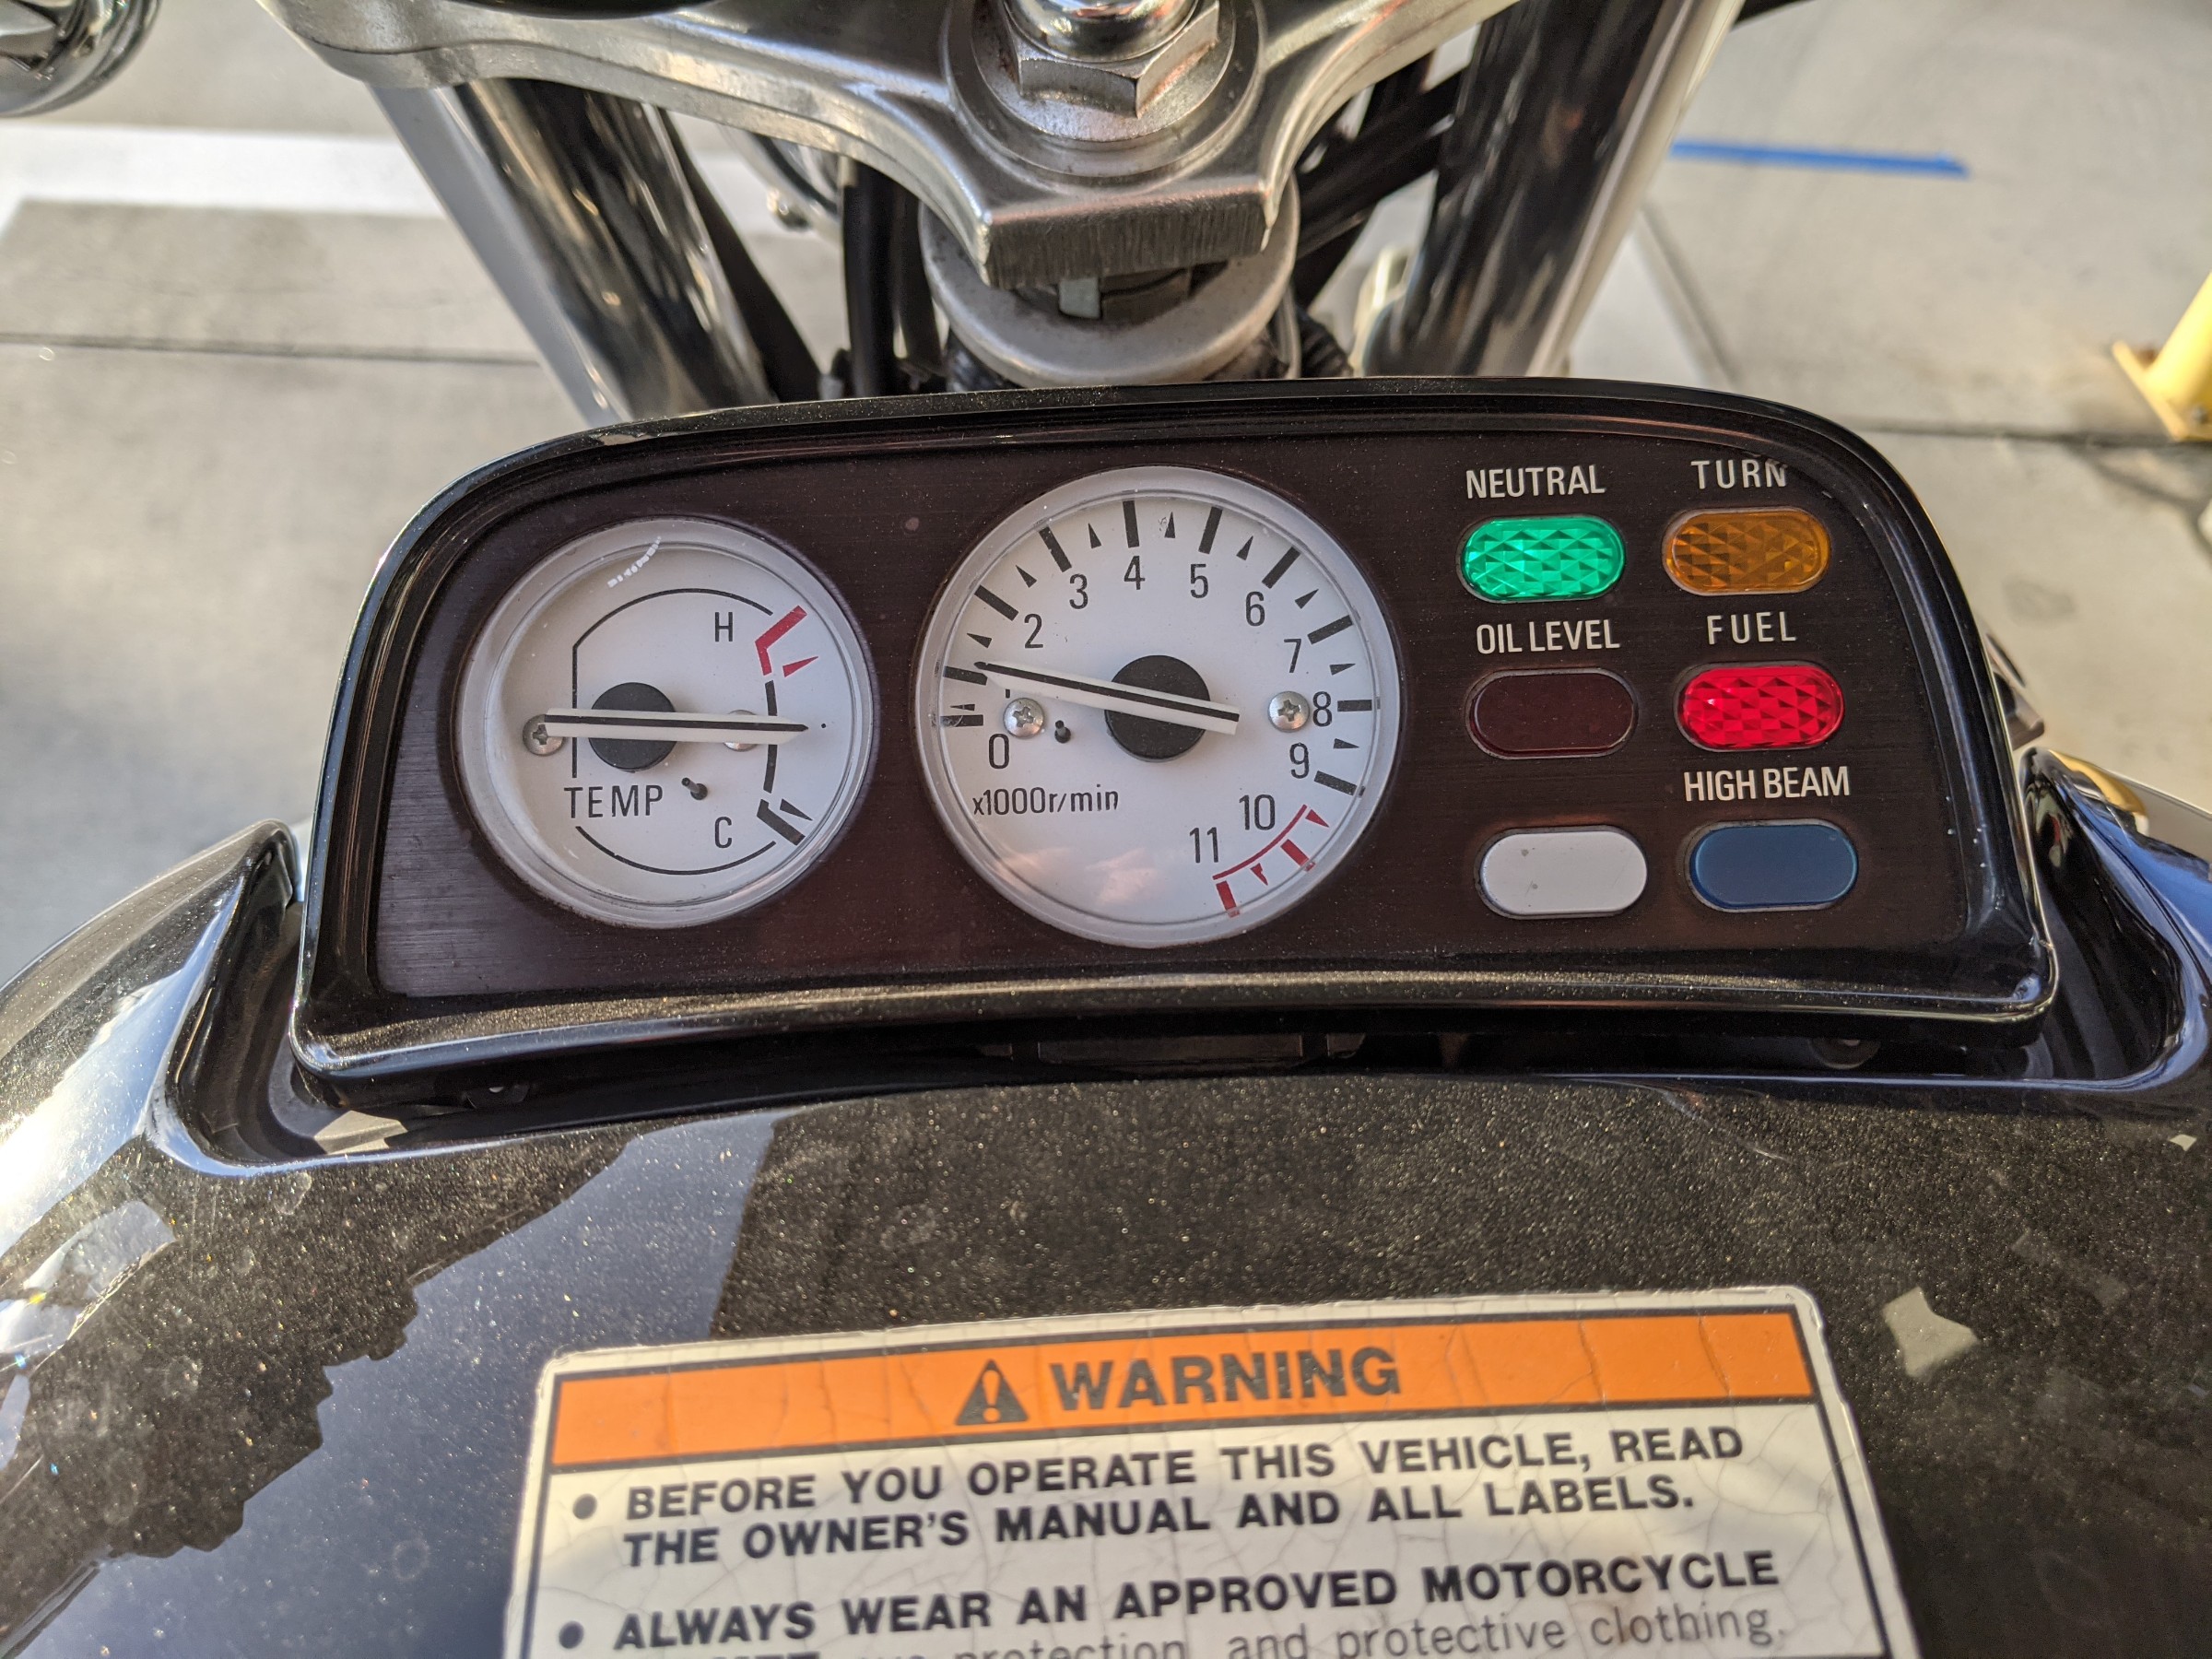 NEUTRAL TURN
OIL LEVEL FUEL
HIGH BEAM
H
TEMP
C
0 1 2 3 4 5 6 7 8 9 10 11
x1000r/min
WARNING
• BEFORE YOU OPERATE THIS VEHICLE, READ
THE OWNER'S MANUAL AND ALL LABELS.
• ALWAYS WEAR AN APPROVED MOTORCYCLE
protection, and protective clothing.